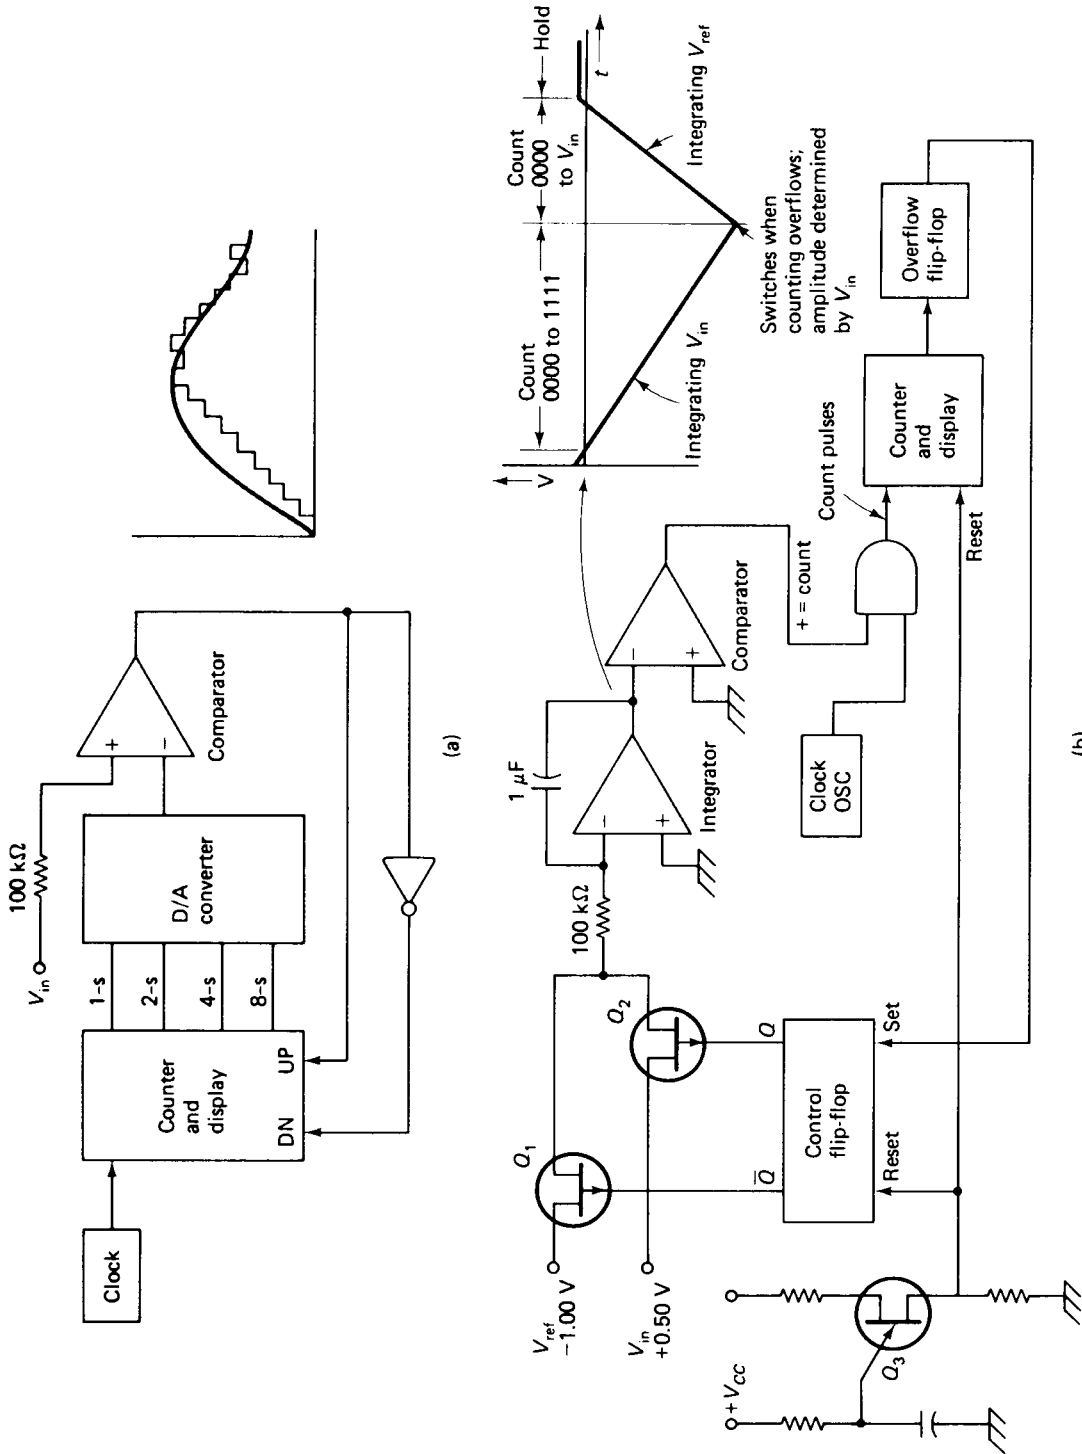 Clock
Counter
and
display
DN
UP
1-s
2-s
4-s
8-s
D/A
converter
V_in
100 kΩ
+
−
Comparator
(a)
V_ref
−1.00 V
V_in
+0.50 V
Q_1
Q_2
Q̅
Q
Control
flip-flop
Reset
Set
+V_CC
Q_3
100 kΩ
1 μF
−
+
Integrator
−
+
Comparator
+ = count
Clock
OSC
Count pulses
Counter
and
display
Reset
Overflow
flip-flop
V
Count
0000 to 1111
Count
0000
to V_in
Hold
t
Integrating V_in
Integrating V_ref
Switches when
counting overflows;
amplitude determined
by V_in
(b)